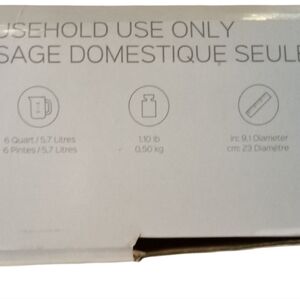 USEHOLD USE ONLY
SAGE DOMESTIQUE SEULE
6 Quart / 5.7 Litres
6 Pintes / 5,7 Litres
1.10 lb
0.50 kg
in: 9.1 Diameter
cm: 23 Diamètre